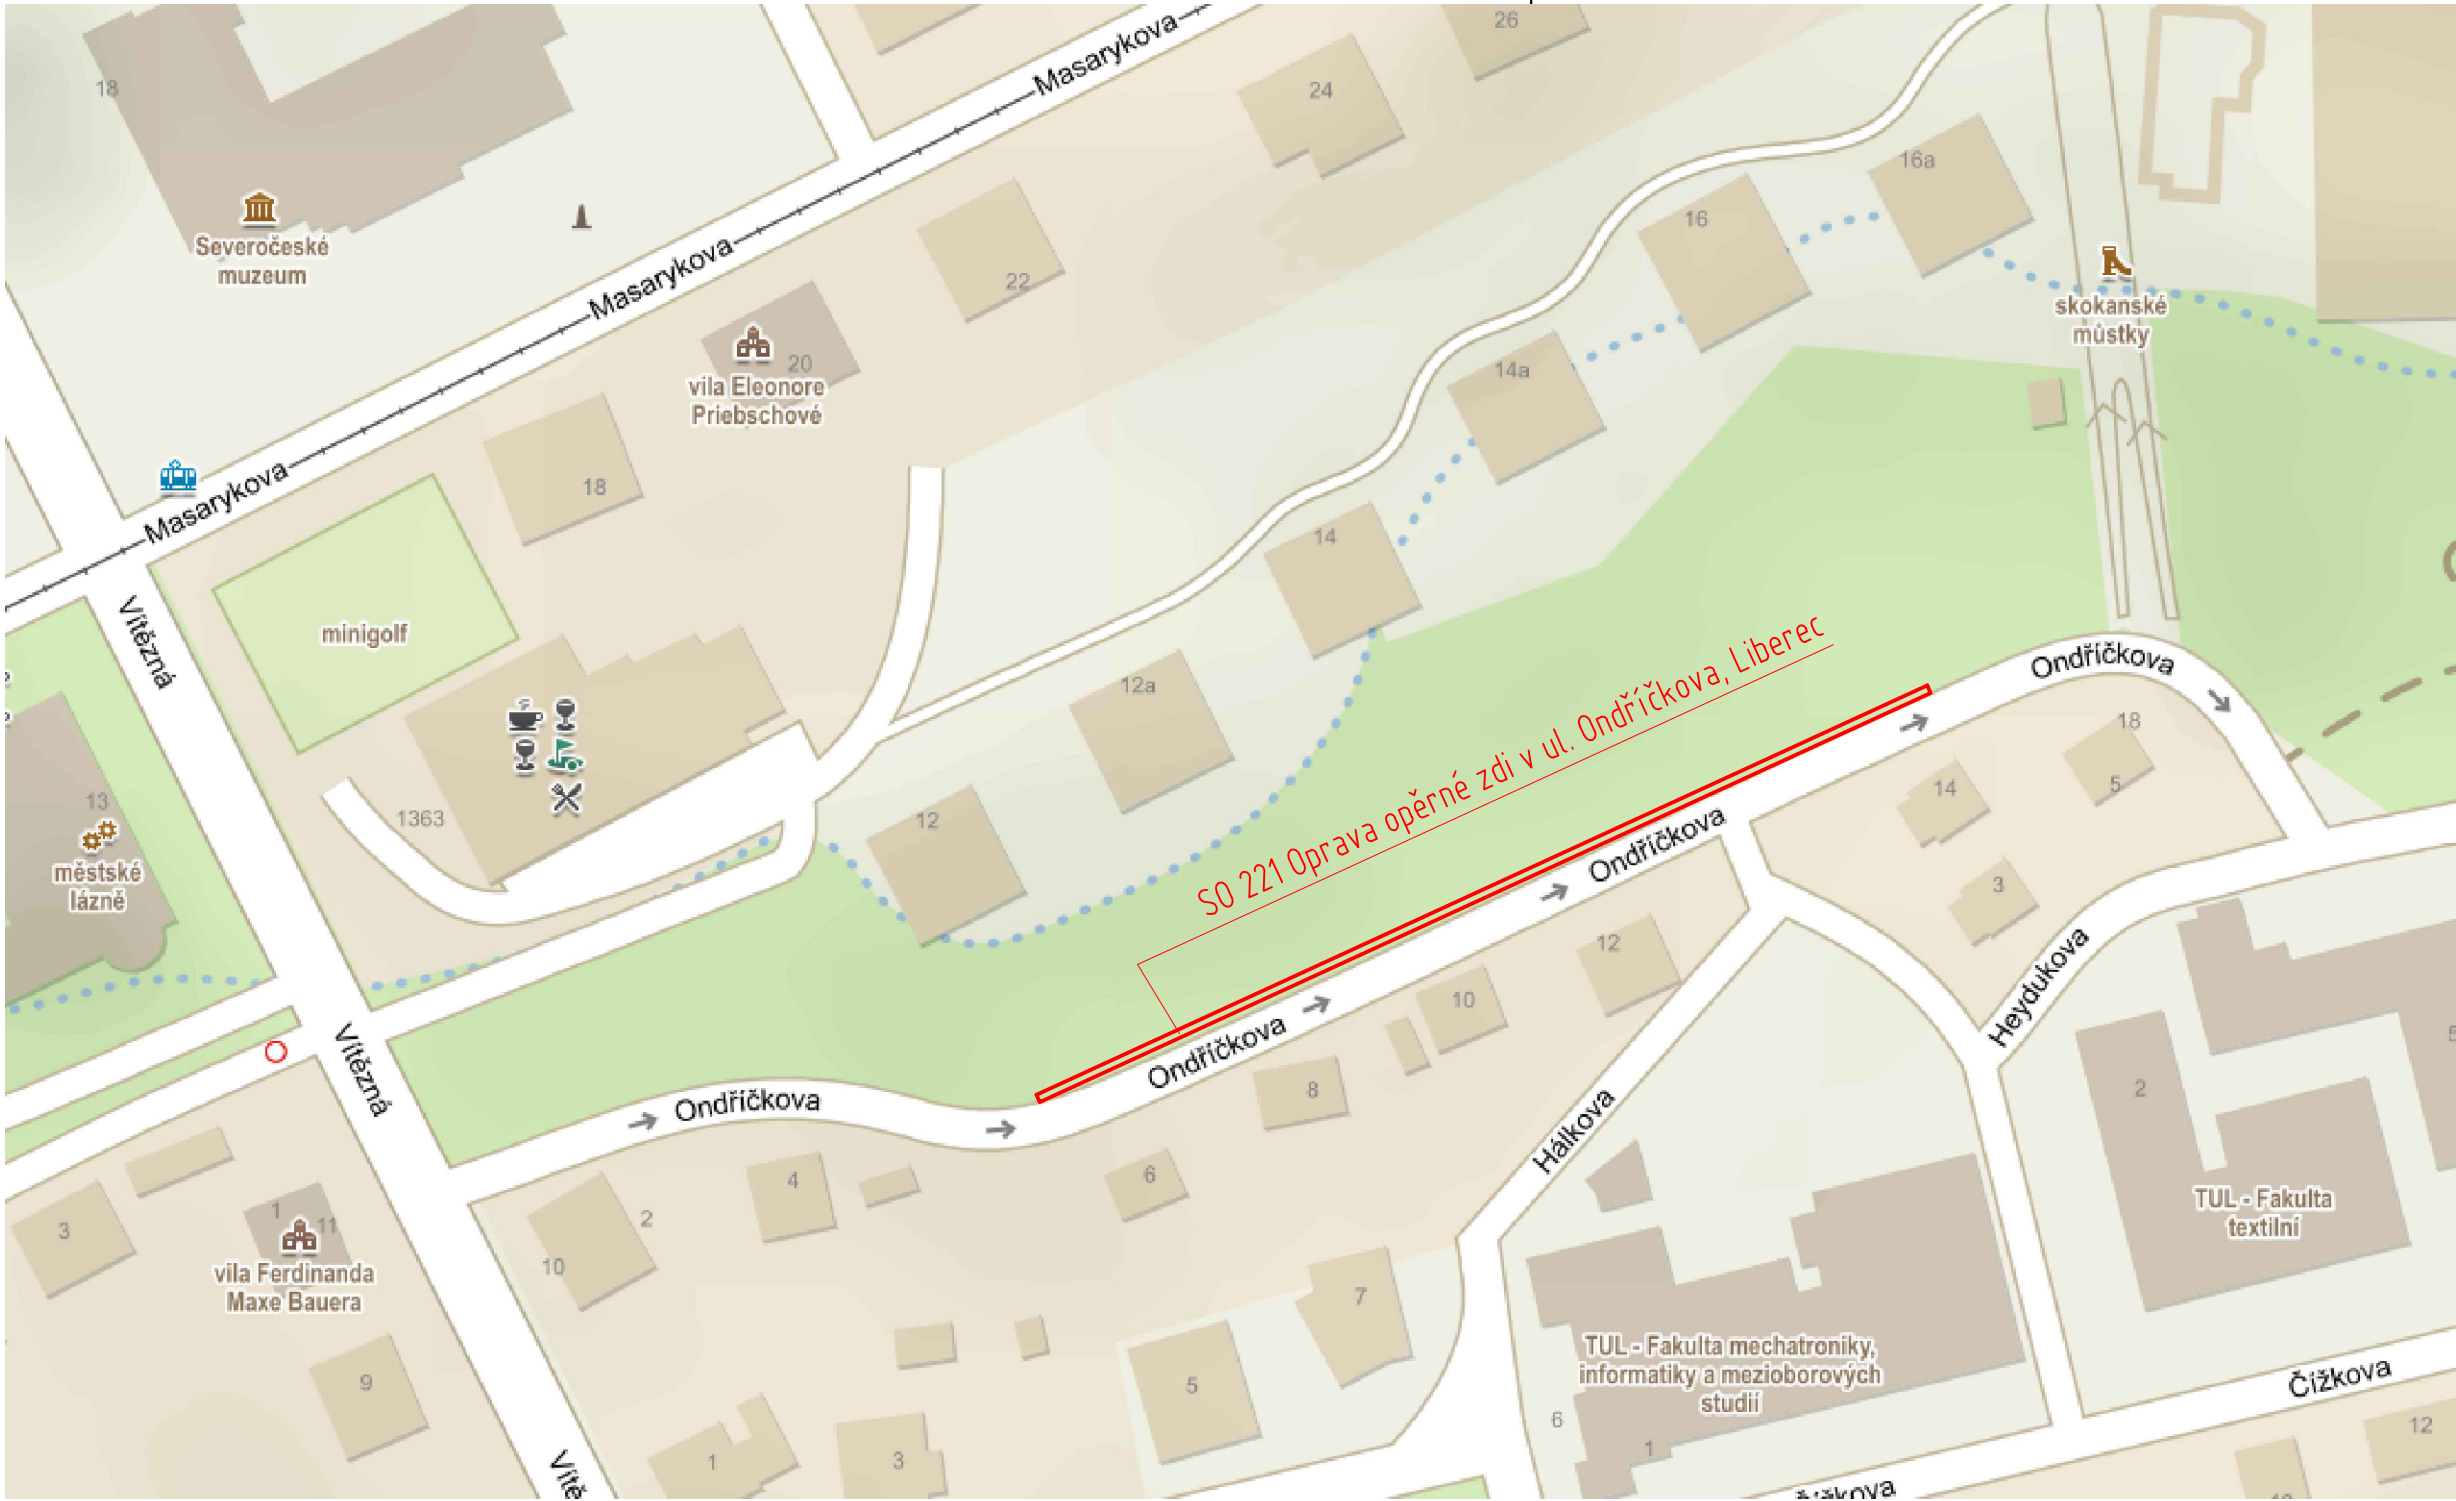 26
Masarykova
24
18
16a
16
Severočeské
muzeum
Masarykova
22
skokanské
můstky
20
vila Eleonore
Priebschové
14a
Masarykova
18
14
minigolf
Vítězná
Ondříčkova
SO 221 Oprava opěrné zdi v ul. Ondříčkova, Liberec
12a
18
5
14
13
1363
12
Ondříčkova
městské
lázně
3
12
Heydukova
10
Vítězná
Ondříčkova
Ondříčkova
8
2
Hálkova
4
6
TUL - Fakulta
textilní
1
11
2
3
10
vila Ferdinanda
Maxe Bauera
7
TUL - Fakulta mechatroniky,
informatiky a mezioborových
studií
9
5
Čížkova
6
12
1
1
3
Vítě